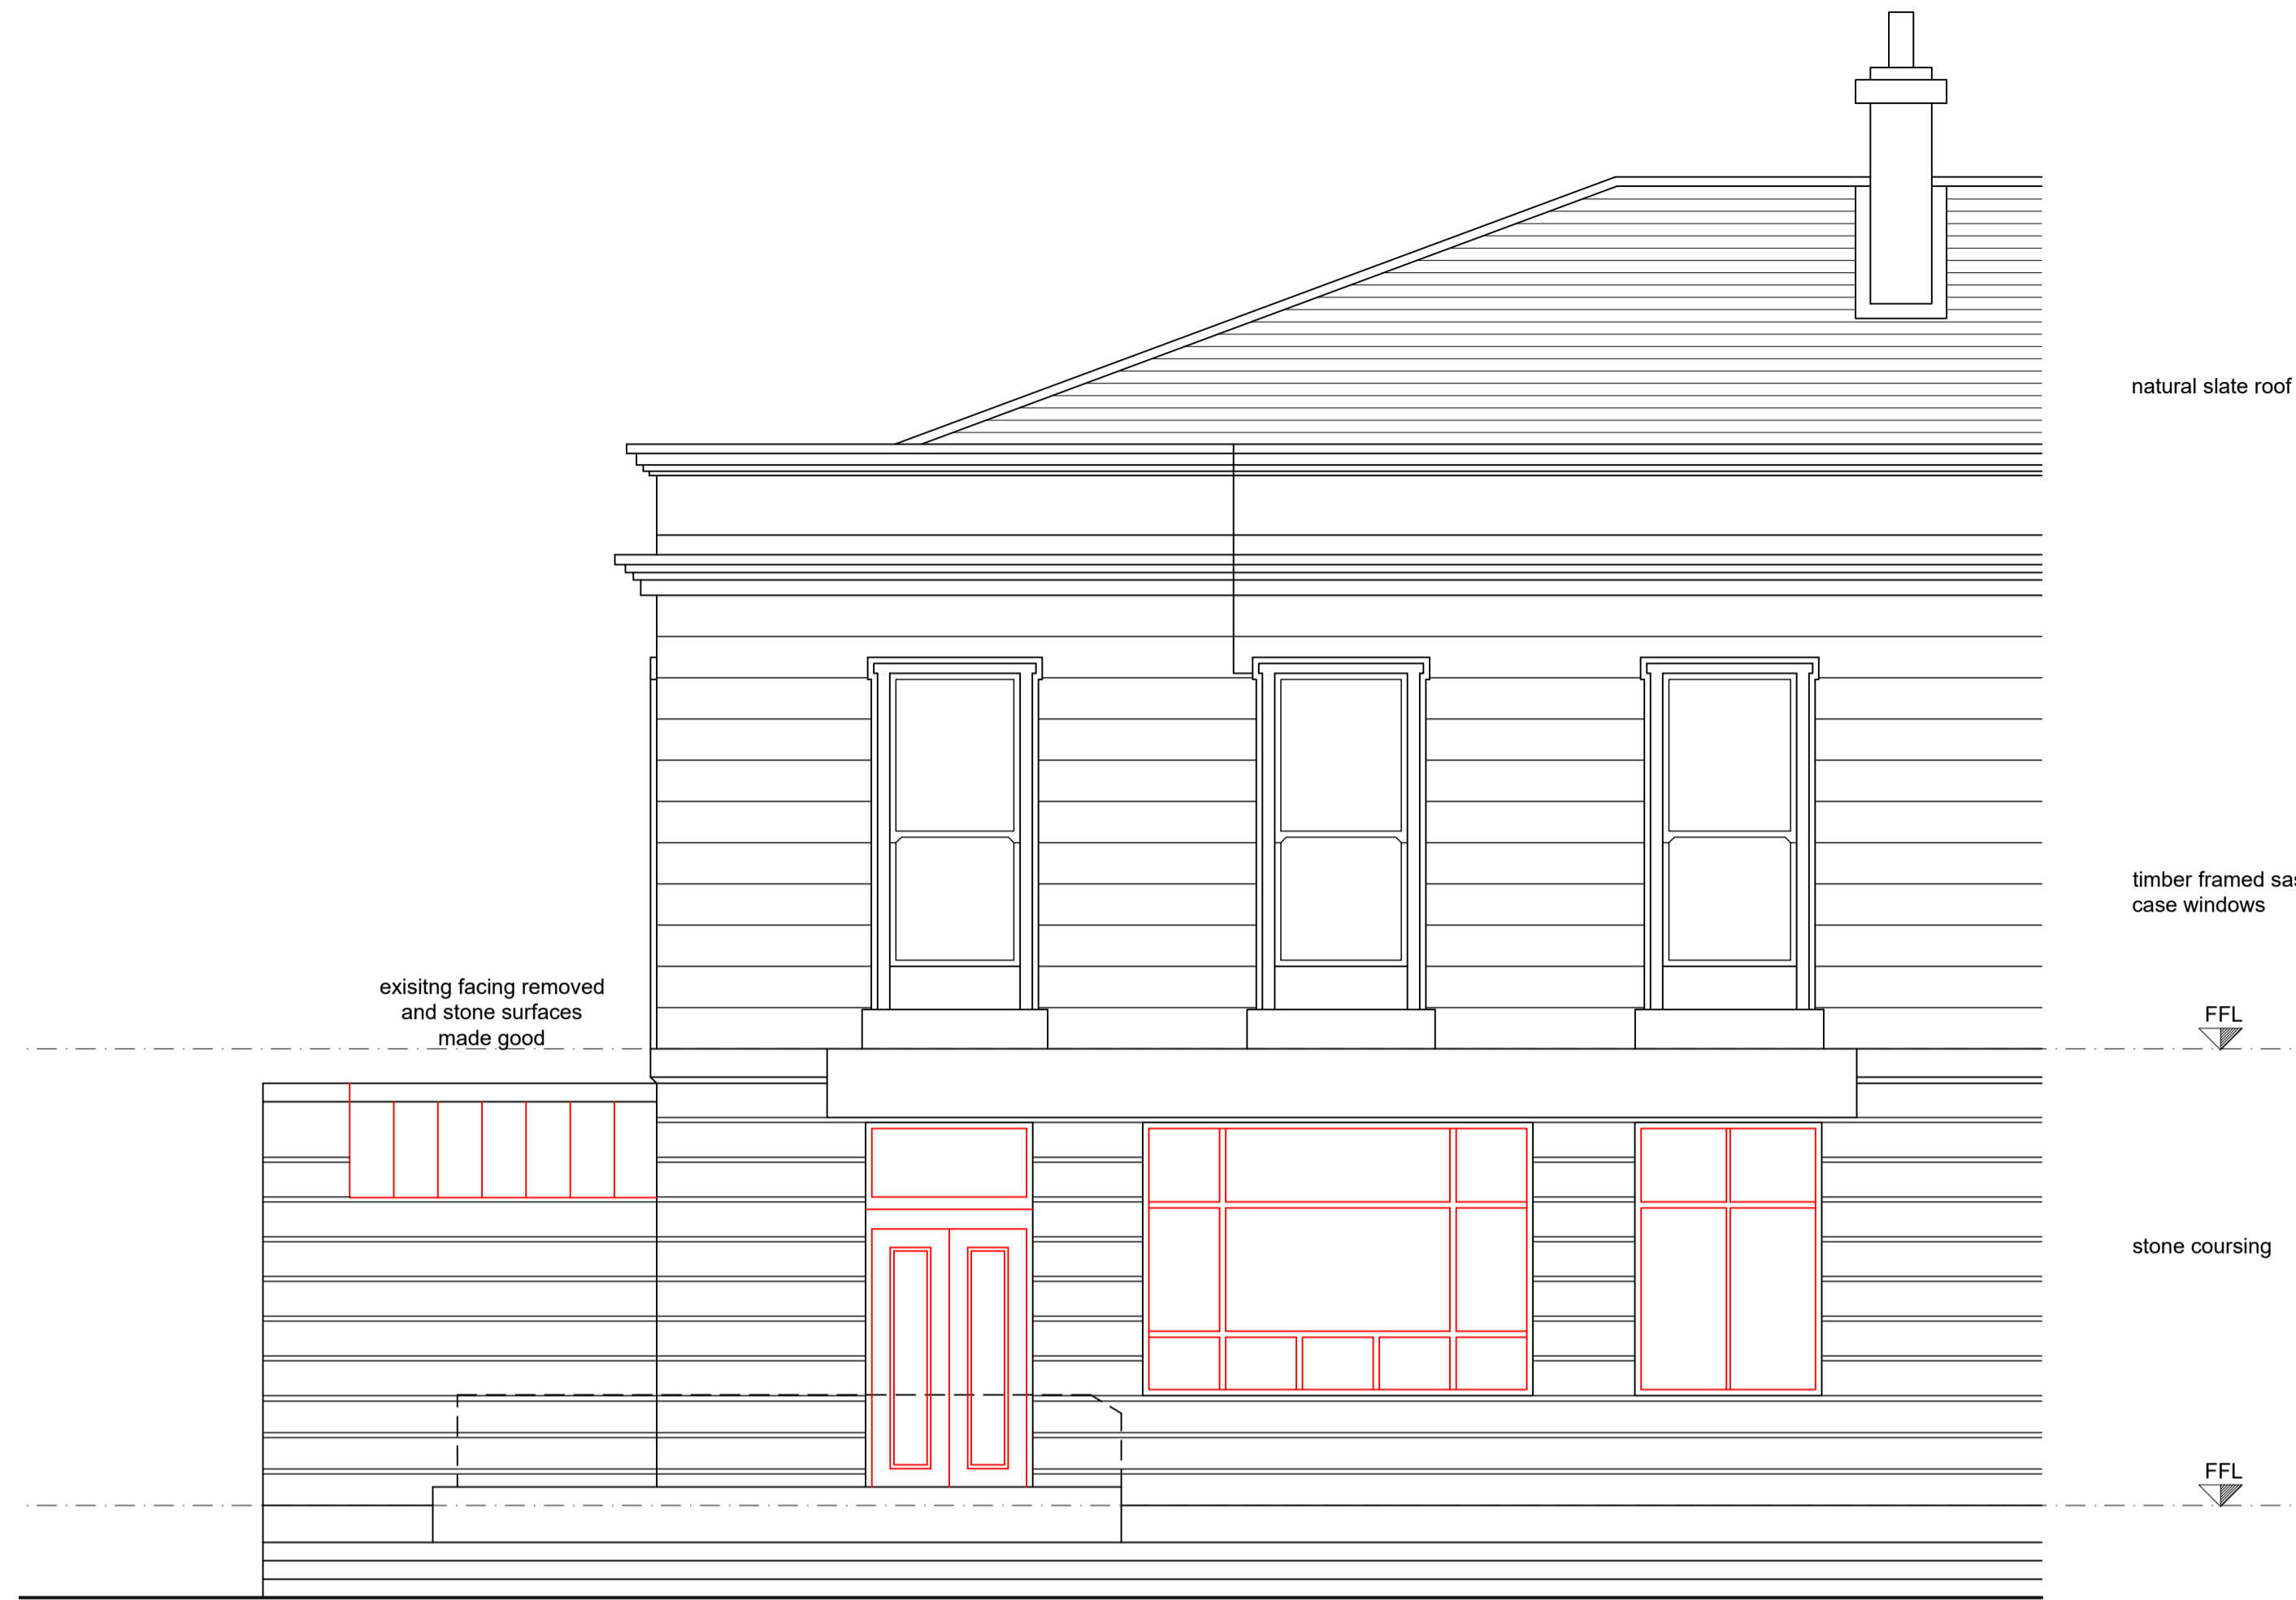 natural slate roof
timber framed
case windows
exisitng facing removed
and stone surfaces
made good
FFL
stone coursing
FFL